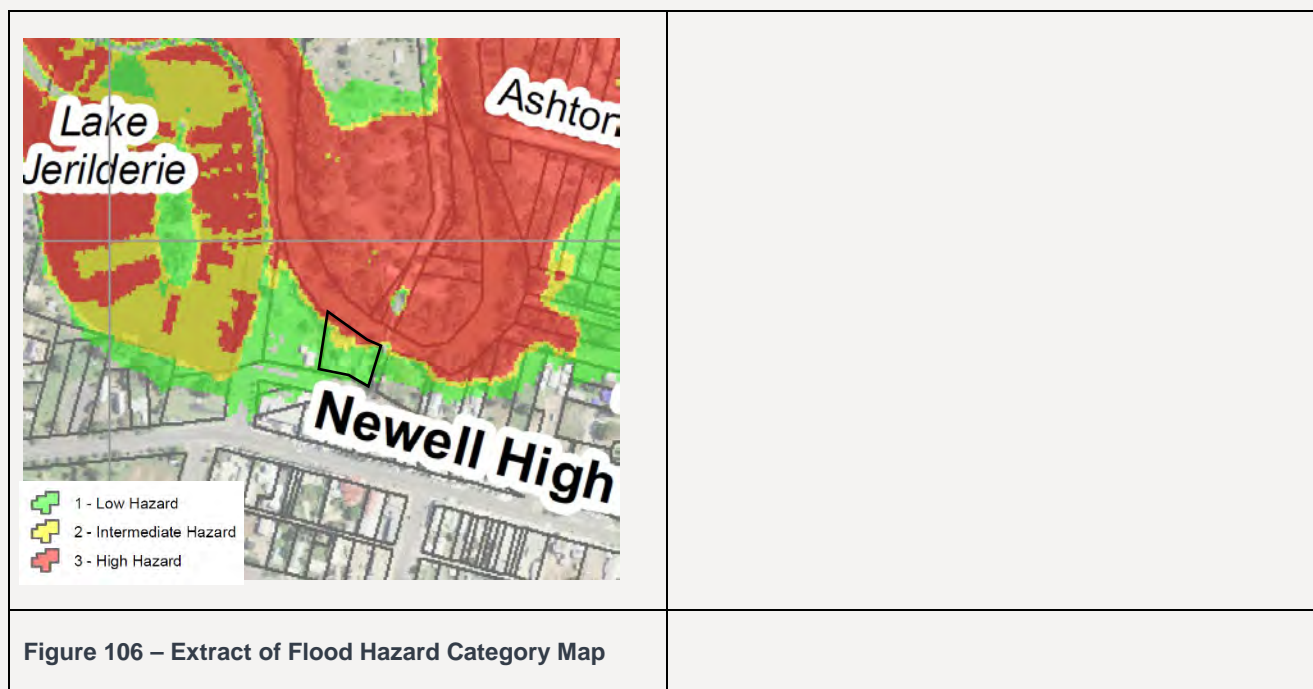 Lake
Jerilderie
Ashton
Newell High
1 - Low Hazard
2 - Intermediate Hazard
3 - High Hazard
Figure 106 – Extract of Flood Hazard Category Map